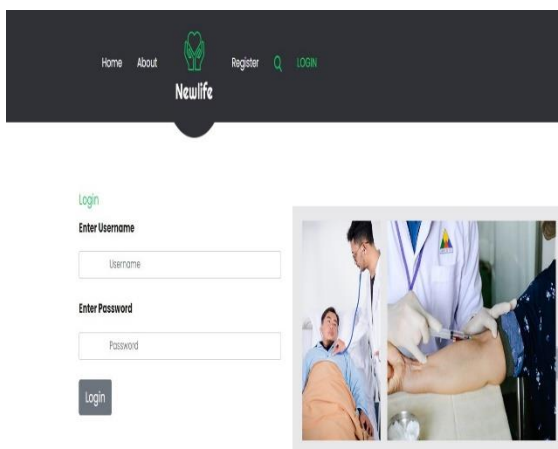 Home About Register LOGIN
Newlife
Login
Enter Username
Username
Enter Password
Password
Login